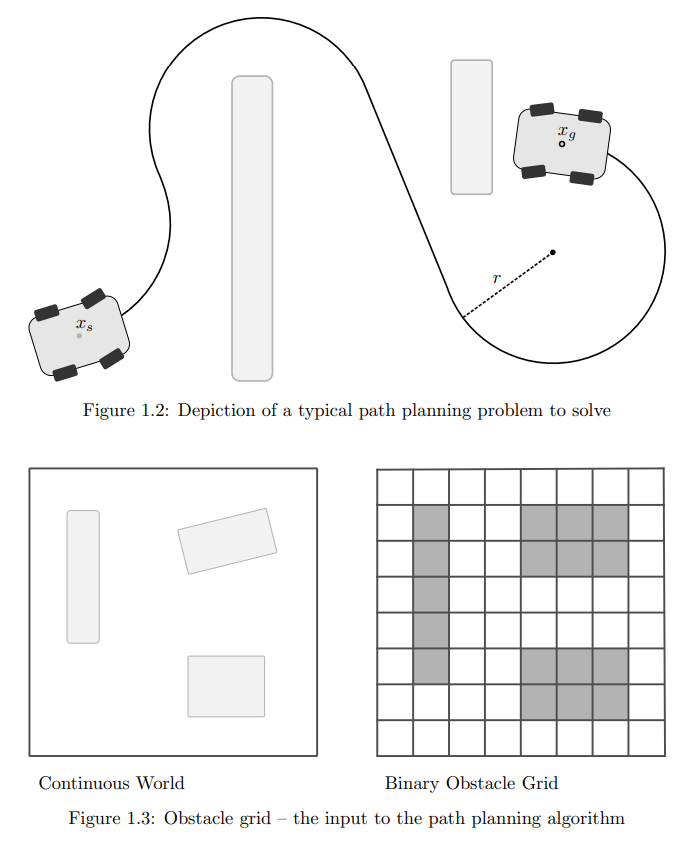 x_g
r
x_s
Figure 1.2: Depiction of a typical path planning problem to solve
Continuous World
Binary Obstacle Grid
Figure 1.3: Obstacle grid – the input to the path planning algorithm